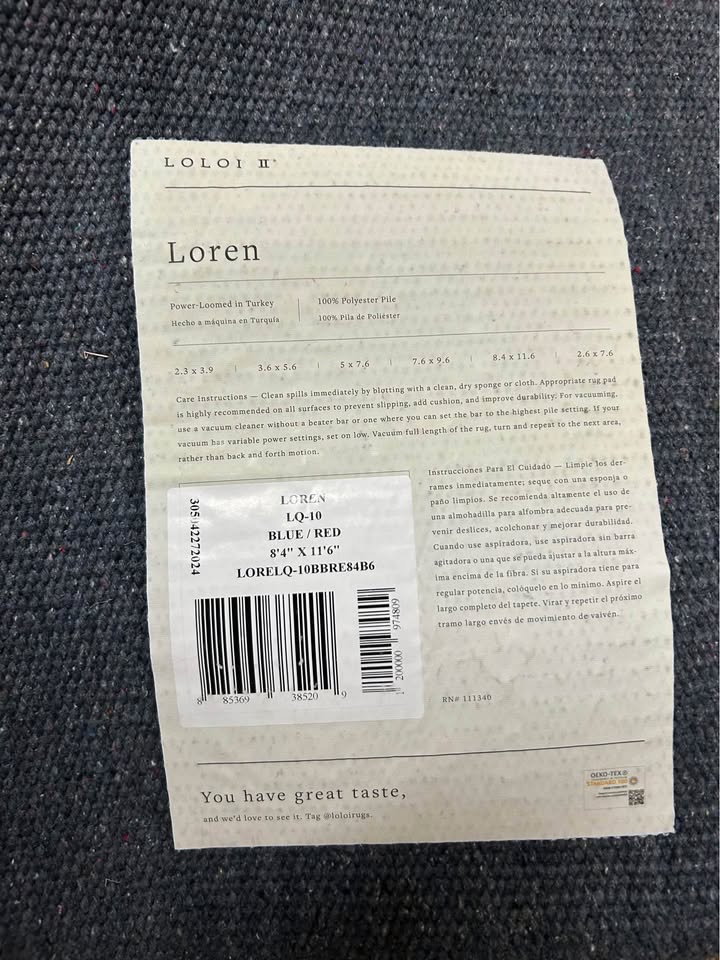 LOLOI II
Loren
Power-Loomed in Turkey
Hecho a máquina en Turquía
100% Polyester Pile
100% Pila de Poliéster
2.3 x 3.9 | 3.6 x 5.6 | 5 x 7.6 | 7.6 x 9.6 | 8.4 x 11.6 | 2.6 x 7.6
Care Instructions — Clean spills immediately by blotting with a clean, dry sponge or cloth. Appropriate rug pad
is highly recommended on all surfaces to prevent slipping, add cushion, and improve durability. For vacuuming,
use a vacuum cleaner without a beater bar or one where you can set the bar to the highest pile setting. If your
vacuum has variable power settings, set on low. Vacuum full length of the rug, turn and repeat to the next area,
rather than back and forth motion.
Instrucciones Para El Cuidado — Limpie los der-
rames inmediatamente; seque con una esponja o
paño limpios. Se recomienda altamente el uso de
una almohadilla para alfombra adecuada para pre-
venir deslices, acolchonar y mejorar durabilidad.
Cuando use aspiradora, use aspiradora sin barra
agitadora o una que se pueda ajustar a la altura máx-
ima encima de la fibra. Si su aspiradora tiene para
regular potencia, colóquelo en lo mínimo. Aspire el
largo completo del tapete. Virar y repetir el próximo
tramo largo envés de movimiento de vaivén.
305042272024
LOREN
LQ-10
BLUE / RED
8'4" X 11'6"
LORELQ-10BBRE84B6
8 85369 38520 9
1 200000 974809
RN# 111340
You have great taste,
and we'd love to see it. Tag @loloirugs.
OEKO-TEX®
STANDARD 100